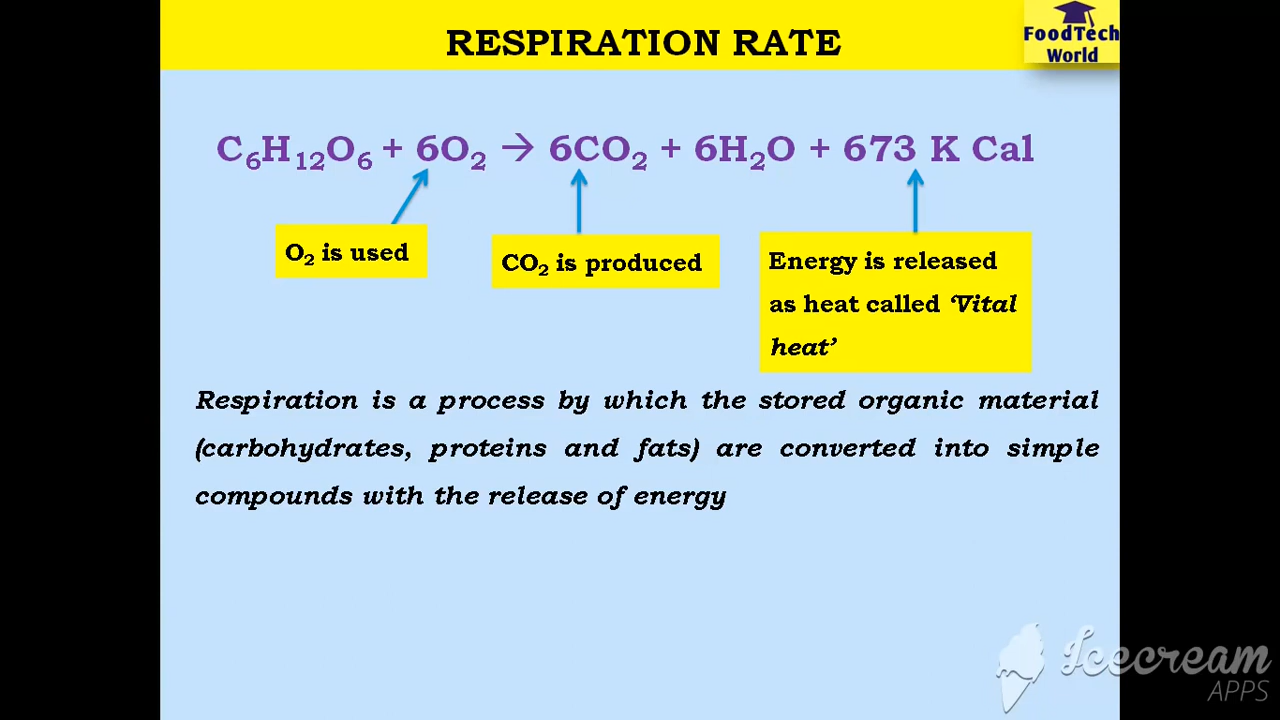 RESPIRATION RATE
FoodTech
World
C₆H₁₂O₆ + 6O₂ → 6CO₂ + 6H₂O + 673 K Cal
O₂ is used
CO₂ is produced
Energy is released
as heat called ‘Vital
heat’
Respiration is a process by which the stored organic material
(carbohydrates, proteins and fats) are converted into simple
compounds with the release of energy
Icecream
APPS